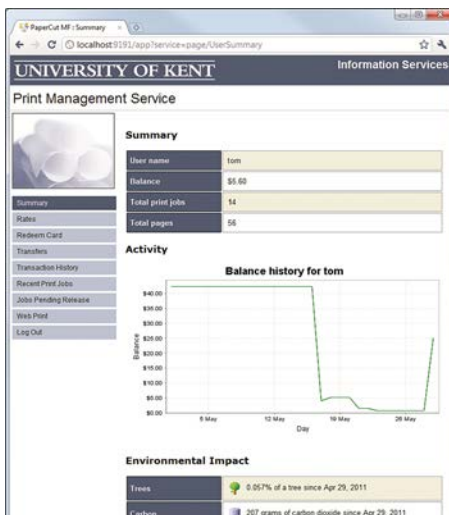 PaperCut MF : Summary
localhost:9191/app?service=page/UserSummary
UNIVERSITY OF KENT
Information Services
Print Management Service
Summary
Rates
Redeem Card
Transfers
Transaction History
Recent Print Jobs
Jobs Pending Release
Web Print
Log Out
Summary
User name tom
Balance $5.60
Total print jobs 14
Total pages 56
Activity
Balance history for tom
$40.00
$35.00
$30.00
$25.00
$20.00
$15.00
$10.00
$5.00
$0.00
Balance
5 May 12 May 19 May 26 May
Day
Environmental Impact
Trees 0.057% of a tree since Apr 29, 2011
Carbon 207 grams of carbon dioxide since Apr 29, 2011